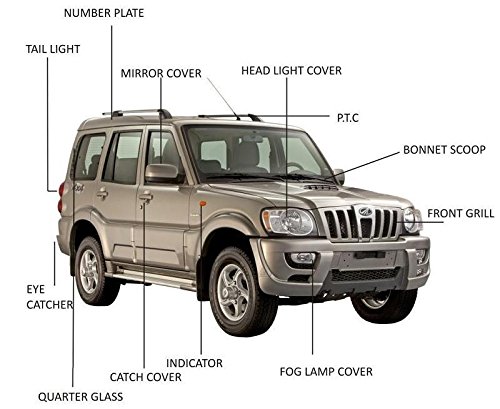 NUMBER PLATE
TAIL LIGHT
MIRROR COVER
HEAD LIGHT COVER
P.T.C
BONNET SCOOP
FRONT GRILL
EYE
CATCHER
INDICATOR
CATCH COVER
FOG LAMP COVER
QUARTER GLASS